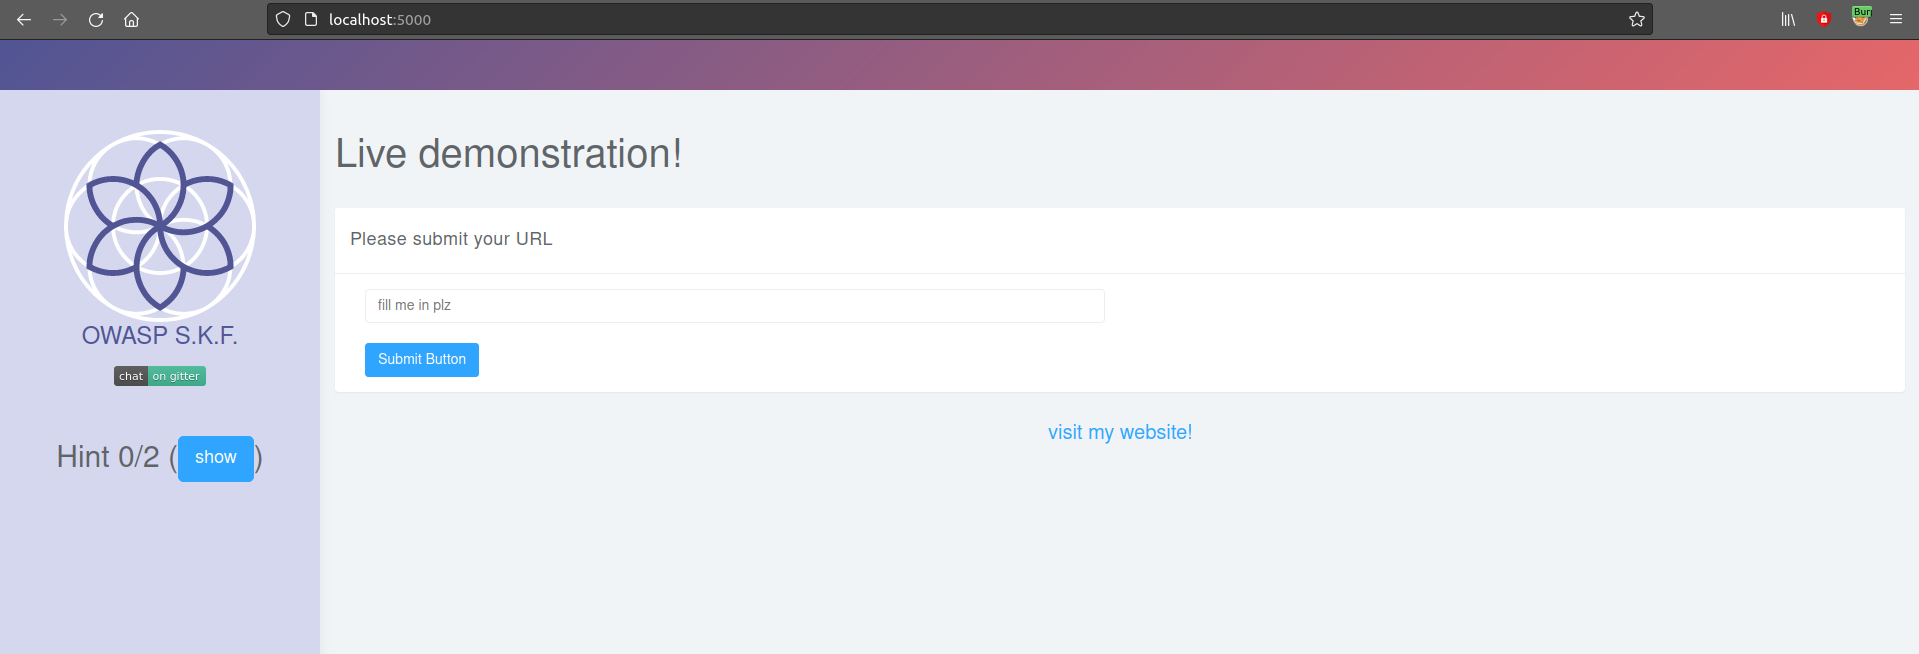 localhost:5000
Bur
Live demonstration!
Please submit your URL
fill me in plz
Submit Button
visit my website!
OWASP S.K.F.
chat on gitter
Hint 0/2 (show)